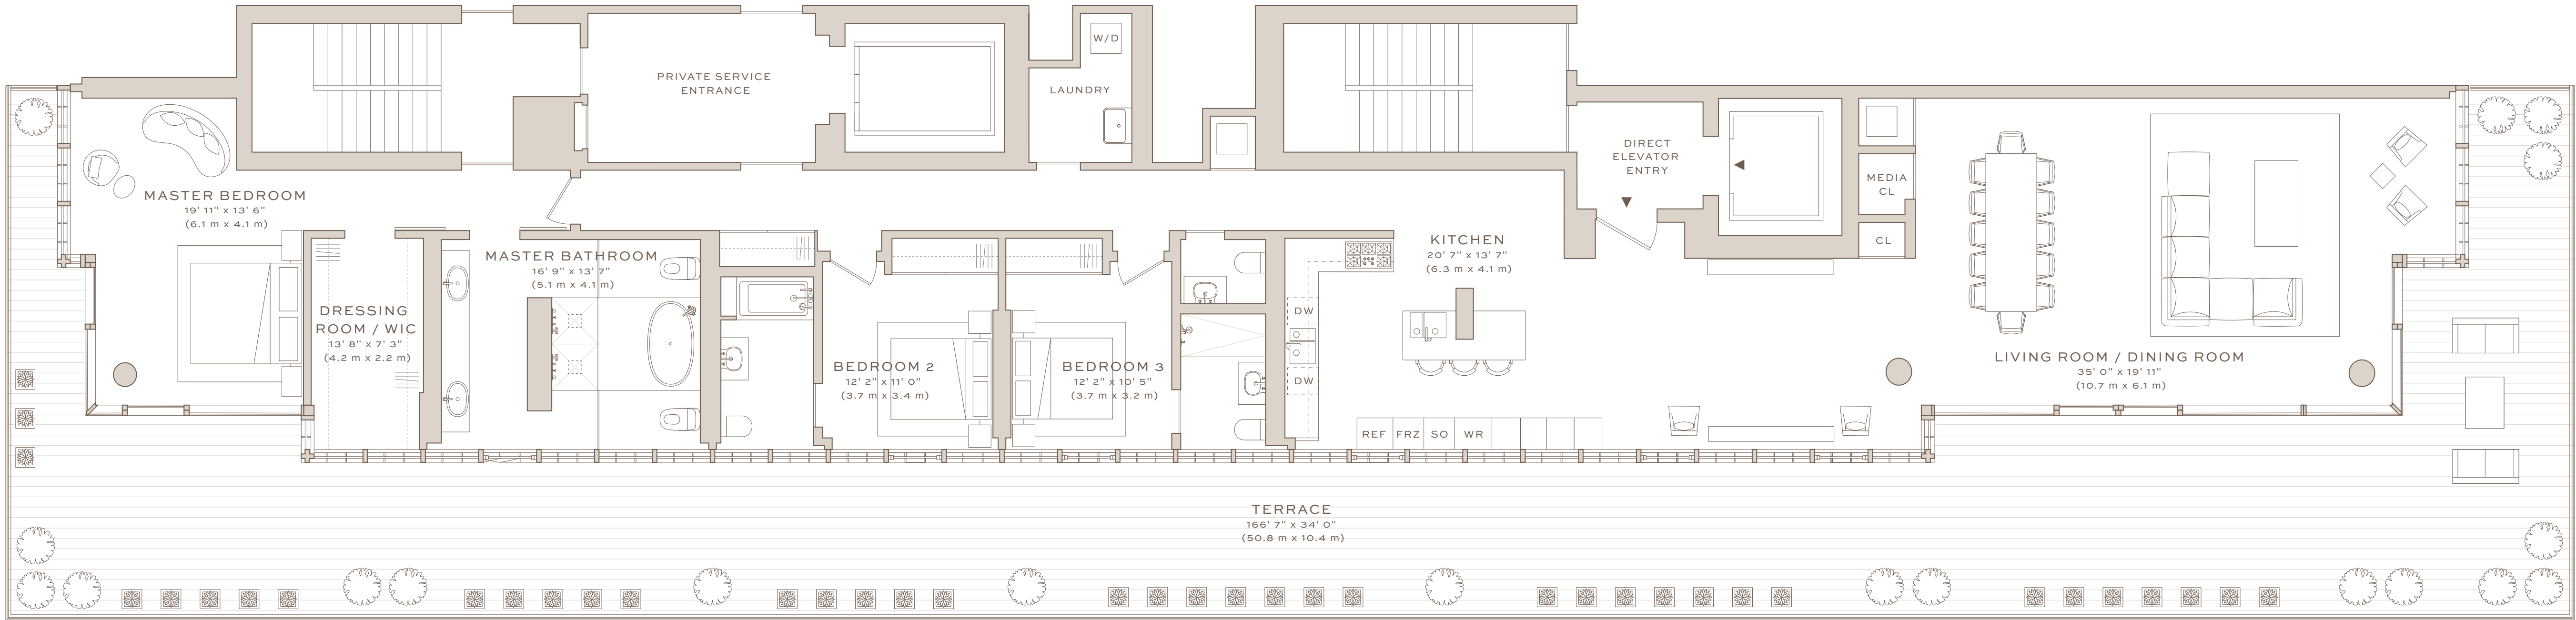 W/D
PRIVATE SERVICE
ENTRANCE
LAUNDRY
DIRECT
ELEVATOR
ENTRY
MEDIA
CL
CL
MASTER BEDROOM
19' 11" x 13' 6"
(6.1 m x 4.1 m)
MASTER BATHROOM
16' 9" x 13' 7"
(5.1 m x 4.1 m)
KITCHEN
20' 7" x 13' 7"
(6.3 m x 4.1 m)
DRESSING
ROOM / WIC
13' 8" x 7' 3"
(4.2 m x 2.2 m)
DW
DW
BEDROOM 2
12' 2" x 11' 0"
(3.7 m x 3.4 m)
BEDROOM 3
12' 2" x 10' 5"
(3.7 m x 3.2 m)
LIVING ROOM / DINING ROOM
35' 0" x 19' 11"
(10.7 m x 6.1 m)
REF FRZ SO WR
TERRACE
166' 7" x 34' 0"
(50.8 m x 10.4 m)